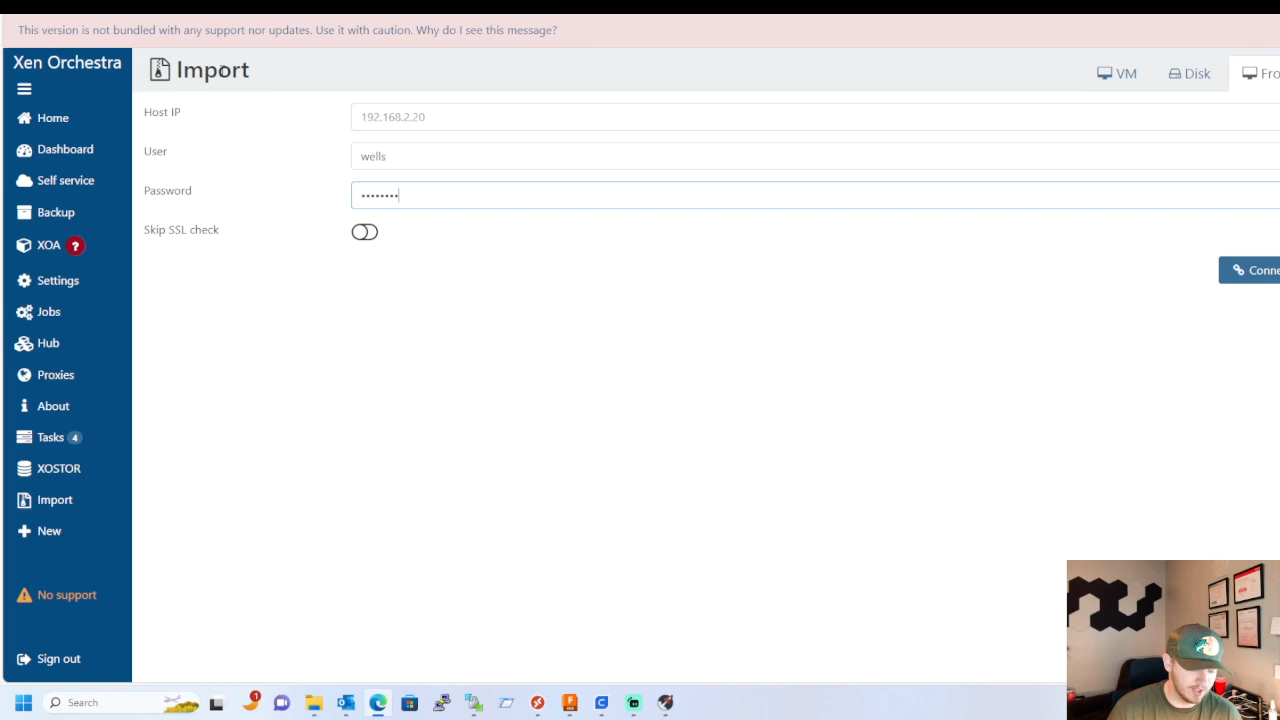 This version is not bundled with any support nor updates. Use it with caution. Why do I see this message?
Xen Orchestra
Import
VM
Disk
Fro
Home
Dashboard
Self service
Backup
XOA ?
Settings
Jobs
Hub
Proxies
About
Tasks 4
XOSTOR
Import
New
No support
Sign out
Host IP
192.168.2.20
User
wells
Password
••••••••
Skip SSL check
Conne
Search
1